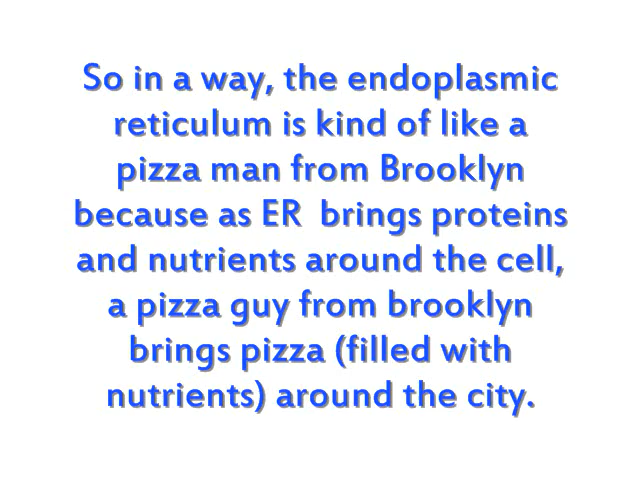 So in a way, the endoplasmic
reticulum is kind of like a
pizza man from Brooklyn
because as ER  brings proteins
and nutrients around the cell,
a pizza guy from brooklyn
brings pizza (filled with
nutrients) around the city.